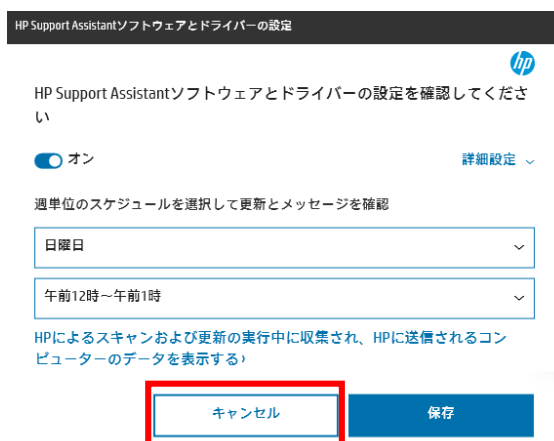 HP Support Assistantソフトウェアとドライバーの設定
hp
HP Support Assistantソフトウェアとドライバーの設定を確認してくださ
い
オン
詳細設定
週単位のスケジュールを選択して更新とメッセージを確認
日曜日
午前12時～午前1時
HPによるスキャンおよび更新の実行中に収集され、HPに送信されるコン
ピューターのデータを表示する›
キャンセル
保存